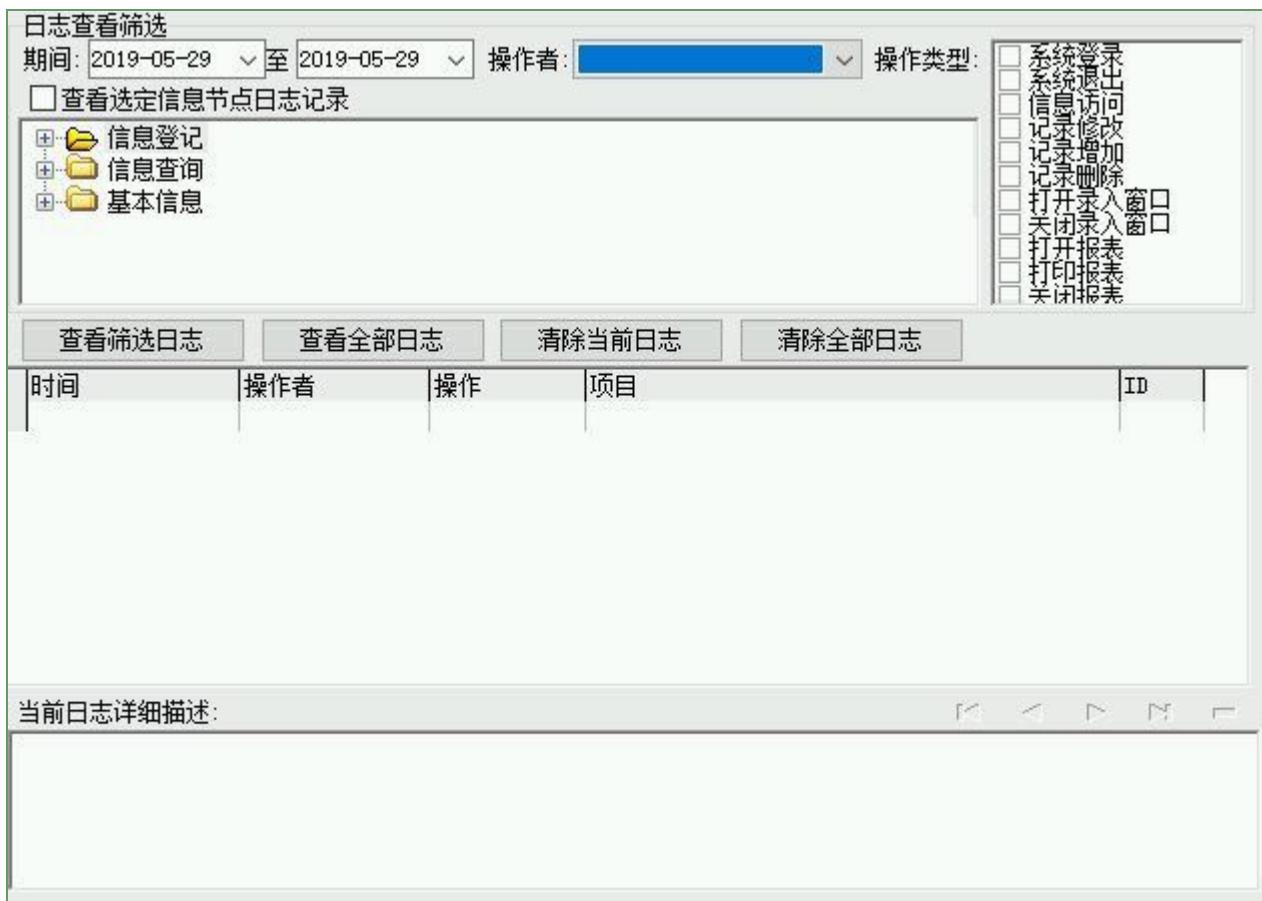 日志查看筛选
期间: 2019-05-29 至 2019-05-29 操作者: 操作类型:
系统登录
系统退出
信息访问
记录修改
记录增加
记录删除
打开录入窗口
关闭录入窗口
打开报表
打印报表
关闭报表
查看选定信息节点日志记录
信息登记
信息查询
基本信息
查看筛选日志 查看全部日志 清除当前日志 清除全部日志
时间 操作者 操作 项目 ID
当前日志详细描述: